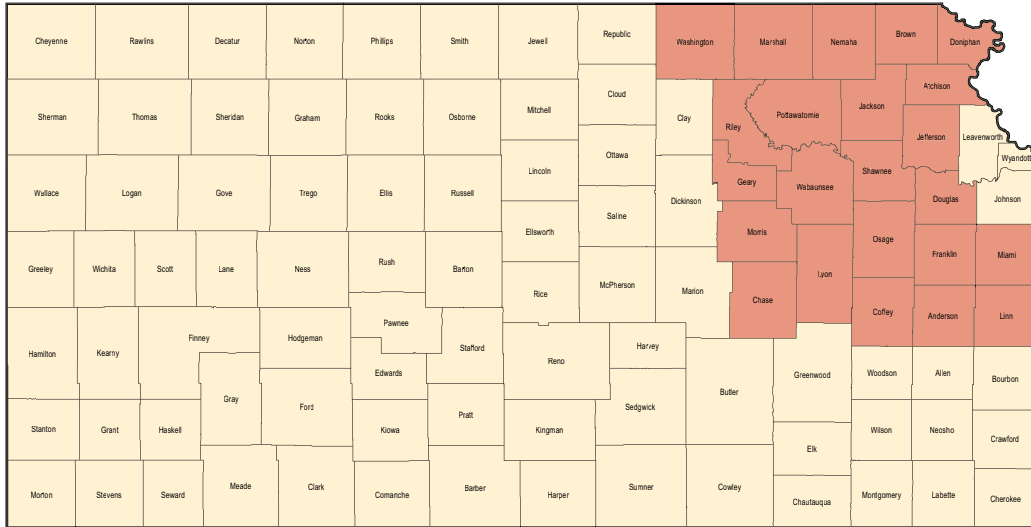 Cheyenne
Rawlins
Decatur
Norton
Phillips
Smith
Jewell
Republic
Washington
Marshall
Nemaha
Brown
Doniphan
Sherman
Thomas
Sheridan
Graham
Rooks
Osborne
Mitchell
Cloud
Clay
Riley
Pottawatomie
Jackson
Atchison
Jefferson
Leavenworth
Wyandott
Wallace
Logan
Gove
Trego
Ellis
Russell
Lincoln
Ottawa
Dickinson
Geary
Wabaunsee
Shawnee
Douglas
Johnson
Saline
Ellsworth
Morris
Osage
Franklin
Miami
Greeley
Wichita
Scott
Lane
Ness
Rush
Barton
Rice
McPherson
Marion
Chase
Lyon
Coffey
Anderson
Linn
Hamilton
Kearny
Finney
Hodgeman
Pawnee
Stafford
Edwards
Reno
Harvey
Butler
Greenwood
Woodson
Allen
Bourbon
Gray
Ford
Sedgwick
Stanton
Grant
Haskell
Kiowa
Pratt
Kingman
Elk
Wilson
Neosho
Crawford
Morton
Stevens
Seward
Meade
Clark
Comanche
Barber
Harper
Sumner
Cowley
Chautauqua
Montgomery
Labette
Cherokee